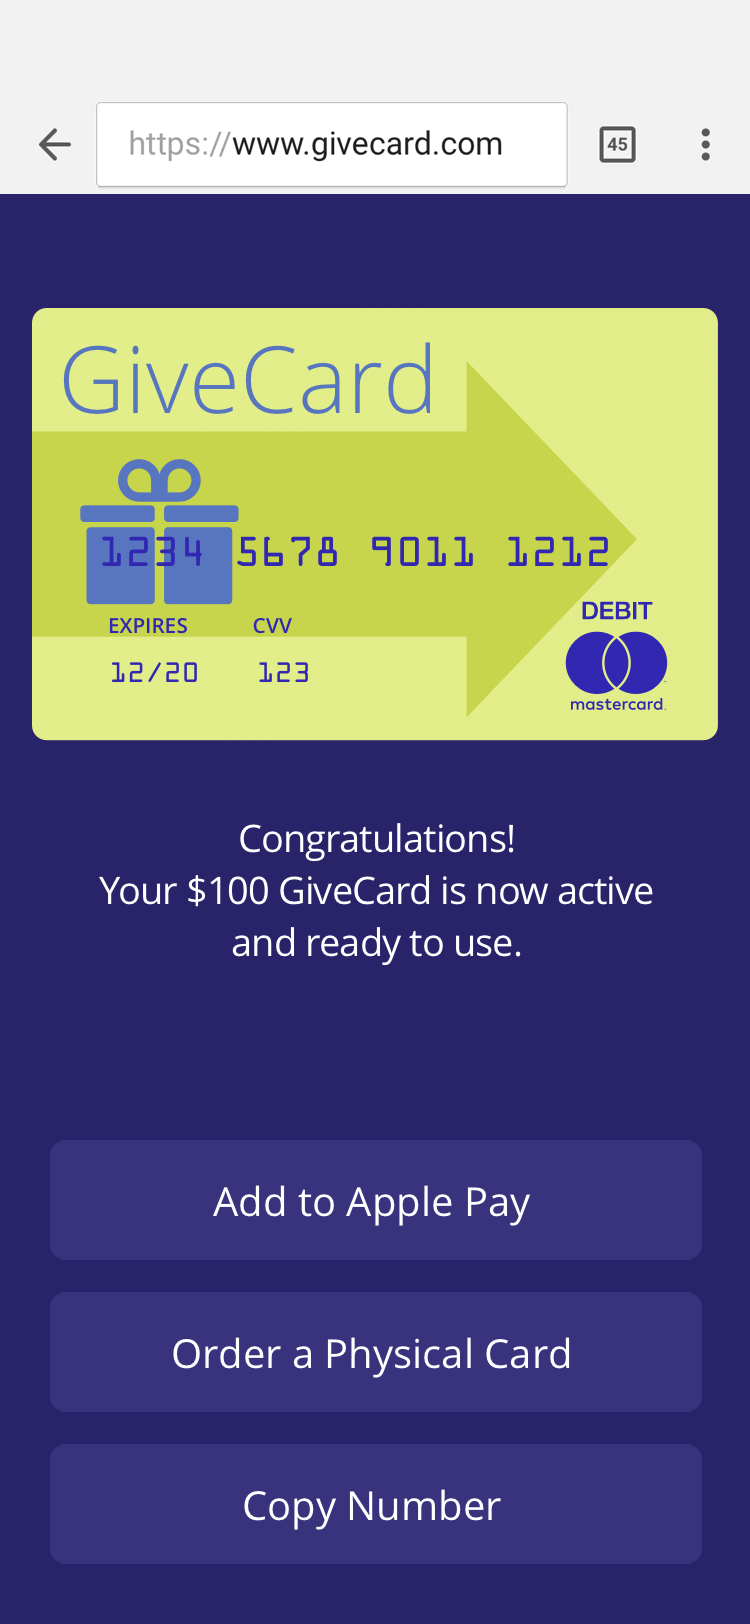 https://www.givecard.com
45
GiveCard
1234 5678 9011 1212
DEBIT
EXPIRES CVV
12/20 123
mastercard.
Congratulations!
Your $100 GiveCard is now active
and ready to use.
Add to Apple Pay
Order a Physical Card
Copy Number